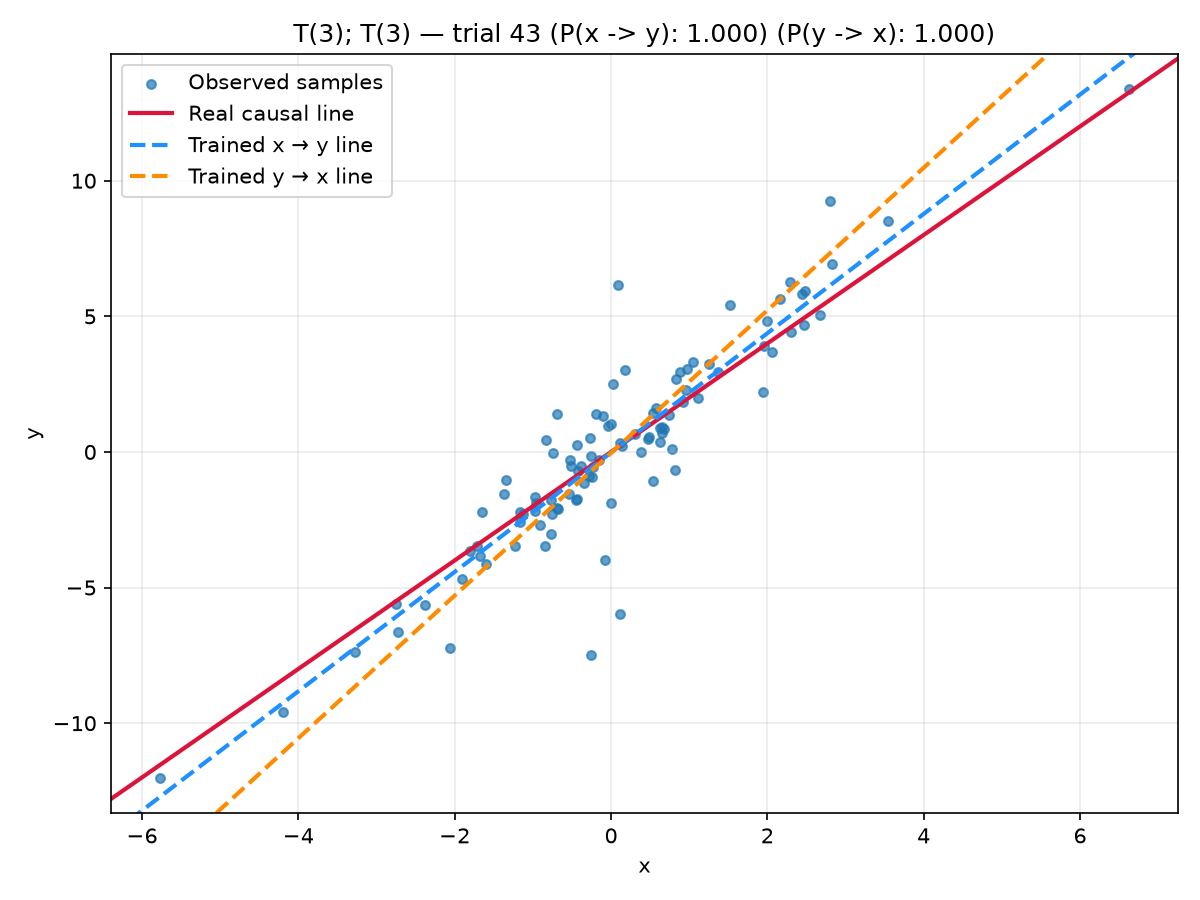 T(3); T(3) — trial 43 (P(x -> y): 1.000) (P(y -> x): 1.000)
Observed samples
Real causal line
Trained x → y line
Trained y → x line
10
5
0
−5
−10
y
−6 −4 −2 0 2 4 6
x